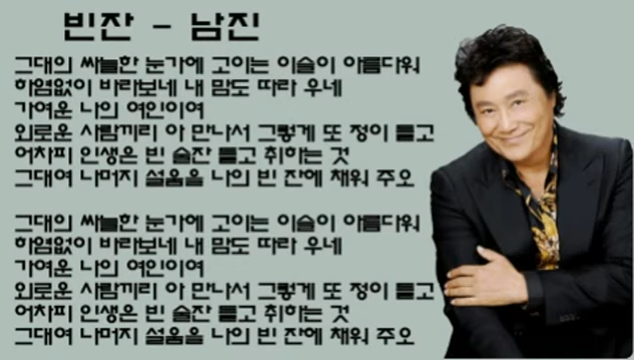 빈잔 - 남진
그대의 싸늘한 눈가에 고이는 이슬이 아름다워
하염없이 바라보네 내 맘도 따라 우네
가여운 나의 여인이여
외로운 사람끼리 아 만나서 그렇게 또 정이 들고
어차피 인생은 빈 술잔 들고 취하는 것
그대여 나머지 설움을 나의 빈 잔에 채워 주오
그대의 싸늘한 눈가에 고이는 이슬이 아름다워
하염없이 바라보네 내 맘도 따라 우네
가여운 나의 여인이여
외로운 사람끼리 아 만나서 그렇게 또 정이 들고
어차피 인생은 빈 술잔 들고 취하는 것
그대여 나머지 설움을 나의 빈 잔에 채워 주오